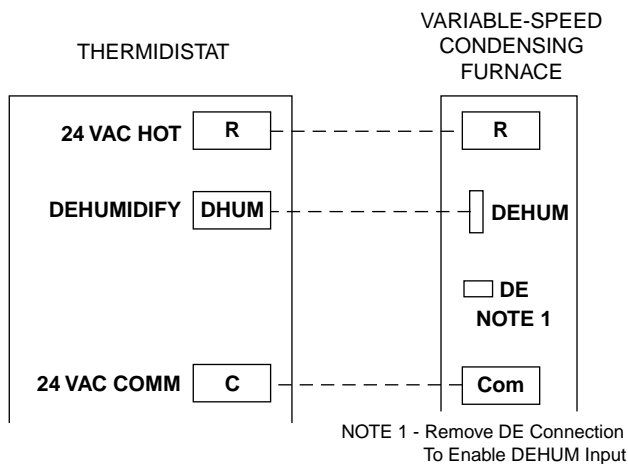 THERMIDISTAT
VARIABLE-SPEED
CONDENSING
FURNACE
24 VAC HOT R R
DEHUMIDIFY DHUM DEHUM
DE
NOTE 1
24 VAC COMM C Com
NOTE 1 - Remove DE Connection
To Enable DEHUM Input